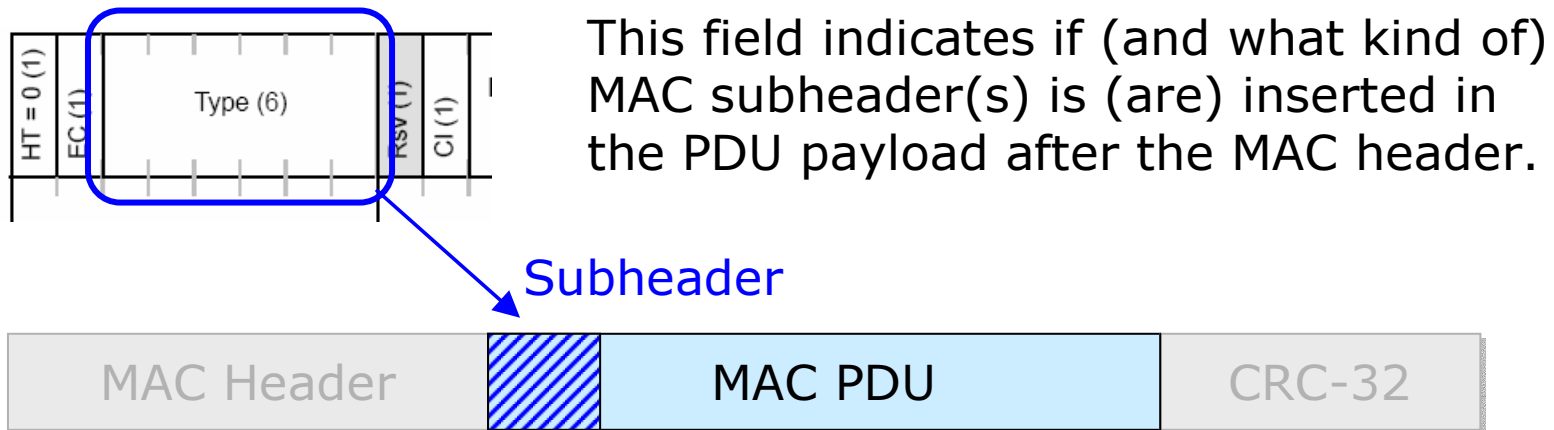 HT = 0 (1)
EC (1)
Type (6)
Rsv (1)
CI (1)
This field indicates if (and what kind of)
MAC subheader(s) is (are) inserted in
the PDU payload after the MAC header.
Subheader
MAC Header
MAC PDU
CRC-32